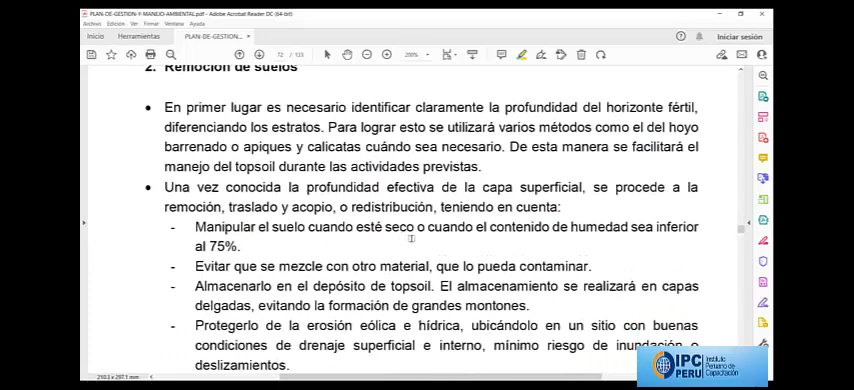 PLAN-DE-GESTION-Y-MANEJO-AMBIENTAL.pdf - Adobe Acrobat Reader DC (64-bit)
Archivo Edición Ver Firmar Ventana Ayuda
Inicio Herramientas PLAN-DE-GESTION... × Iniciar sesión
72 / 133 200%
2. Remoción de suelos
• En primer lugar es necesario identificar claramente la profundidad del horizonte fértil,
diferenciando los estratos. Para lograr esto se utilizará varios métodos como el del hoyo
barrenado o apiques y calicatas cuándo sea necesario. De esta manera se facilitará el
manejo del topsoil durante las actividades previstas.
• Una vez conocida la profundidad efectiva de la capa superficial, se procede a la
remoción, traslado y acopio, o redistribución, teniendo en cuenta:
- Manipular el suelo cuando esté seco o cuando el contenido de humedad sea inferior
al 75%.
- Evitar que se mezcle con otro material, que lo pueda contaminar.
- Almacenarlo en el depósito de topsoil. El almacenamiento se realizará en capas
delgadas, evitando la formación de grandes montones.
- Protegerlo de la erosión eólica e hídrica, ubicándolo en un sitio con buenas
condiciones de drenaje superficial e interno, mínimo riesgo de inundación o
deslizamientos.
210.2 x 297.1 mm
IPC PERU
Instituto
Peruano de
Capacitación